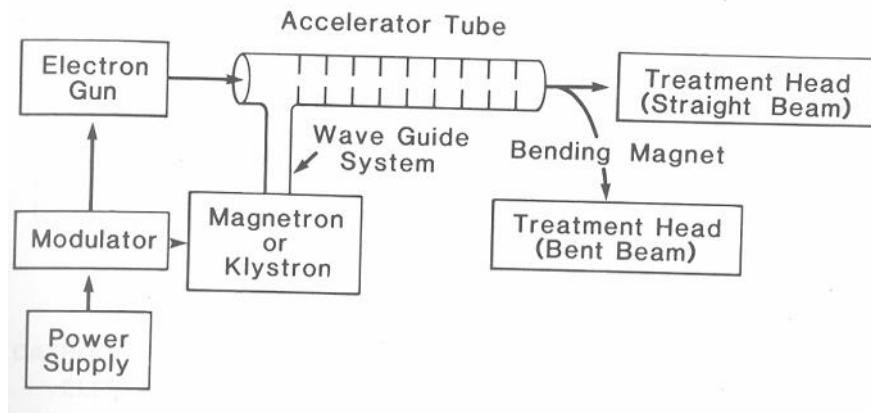 Accelerator Tube
Electron
Gun
Treatment Head
(Straight Beam)
Wave Guide
System
Bending Magnet
Modulator
Magnetron
or
Klystron
Treatment Head
(Bent Beam)
Power
Supply